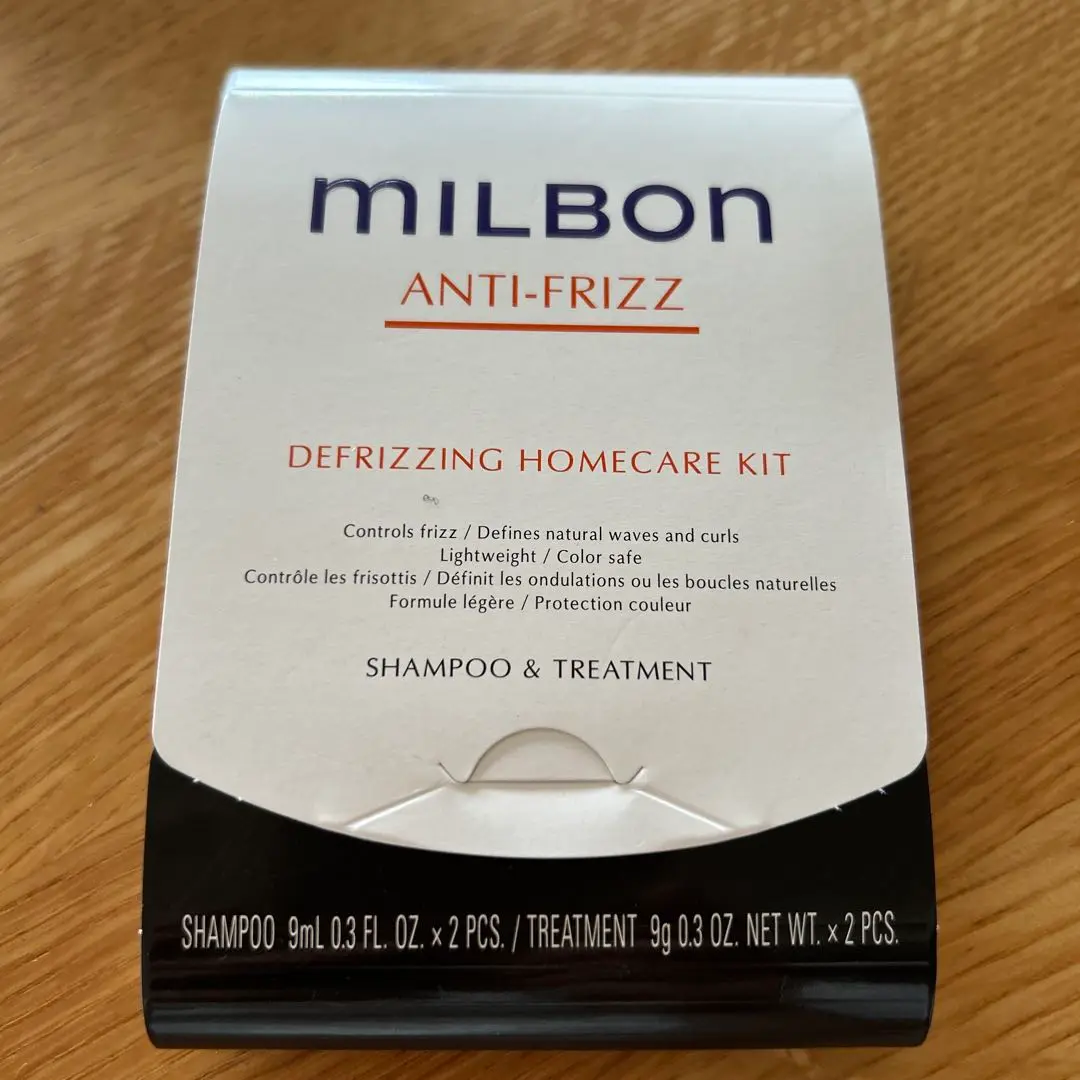 MILBON
ANTI-FRIZZ
DEFRIZZING HOMECARE KIT
Controls frizz / Defines natural waves and curls
Lightweight / Color safe
Contrôle les frisottis / Définit les ondulations ou les boucles naturelles
Formule légère / Protection couleur
SHAMPOO & TREATMENT
SHAMPOO 9mL 0.3 FL. OZ. × 2 PCS. / TREATMENT 9g 0.3 OZ. NET WT. × 2 PCS.